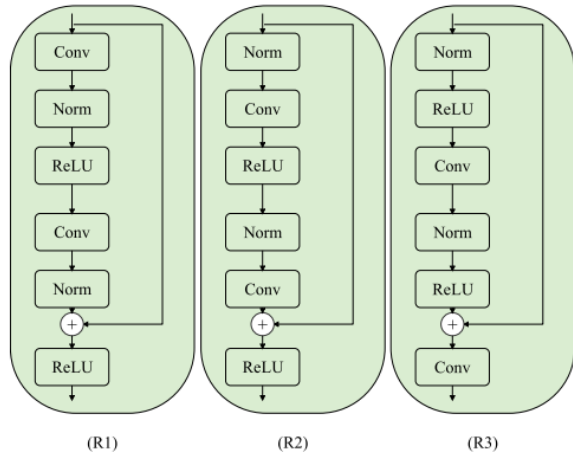 Conv
Norm
ReLU
Conv
Norm
+
ReLU
(R1)
Norm
Conv
ReLU
Norm
Conv
+
ReLU
(R2)
Norm
ReLU
Conv
Norm
ReLU
+
Conv
(R3)